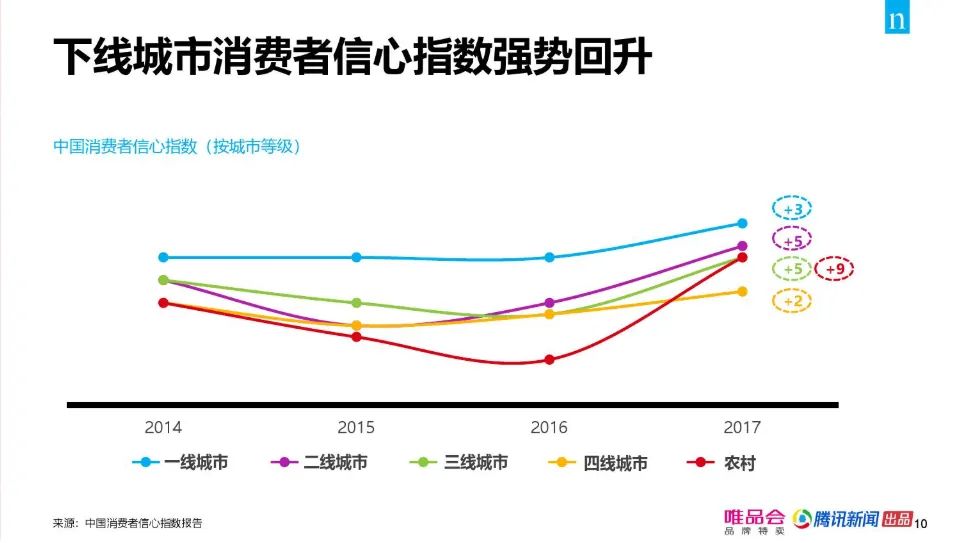 n
下线城市消费者信心指数强势回升
中国消费者信心指数（按城市等级）
+3
+5
+5 +9
+2
2014 2015 2016 2017
一线城市 二线城市 三线城市 四线城市 农村
来源：中国消费者信心指数报告
唯品会 腾讯新闻 出品 10
品牌特卖